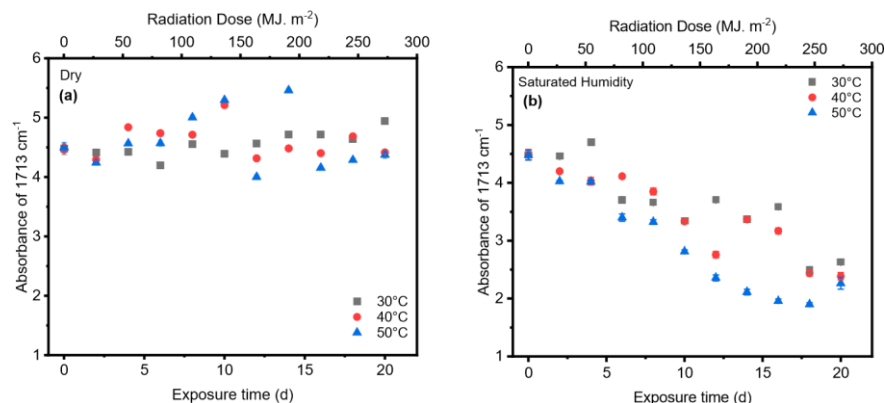 Radiation Dose (MJ. m⁻²)
0 50 100 150 200 250 300
6
5
4
3
2
1
Dry
(a)
Absorbance of 1713 cm⁻¹
30°C
40°C
50°C
0 5 10 15 20
Exposure time (d)
Radiation Dose (MJ. m⁻²)
0 50 100 150 200 250 300
6
5
4
3
2
1
Saturated Humidity
(b)
30°C
40°C
50°C
Absorbance of 1713 cm⁻¹
0 5 10 15 20
Exposure time (d)